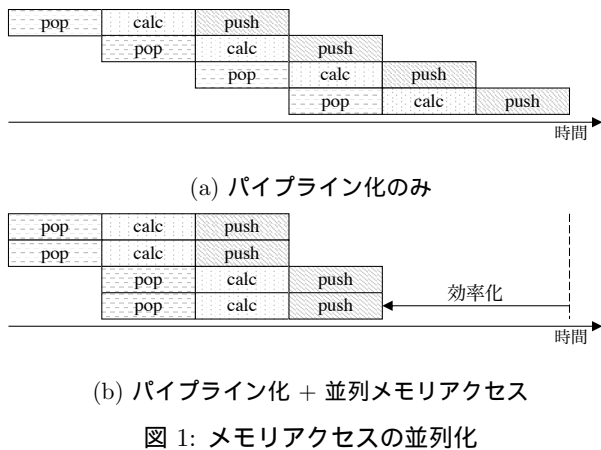 pop calc push
pop calc push
pop calc push
pop calc push
時間
(a) パイプライン化のみ
pop calc push
pop calc push
pop calc push
pop calc push
効率化
時間
(b) パイプライン化 + 並列メモリアクセス
図 1: メモリアクセスの並列化